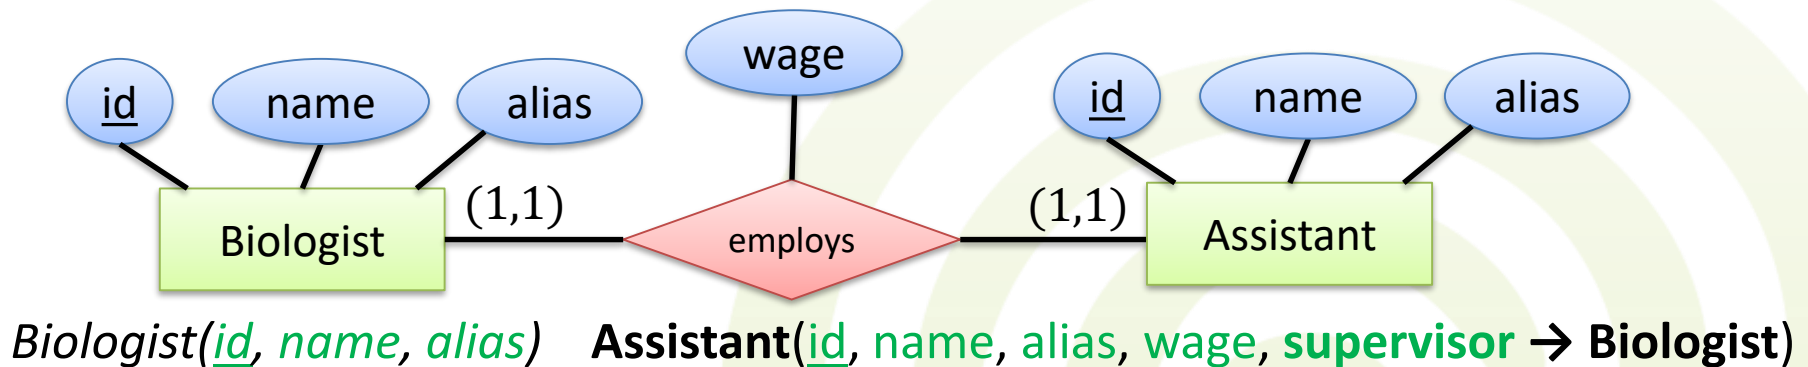 wage
id name alias id name alias
(1,1) (1,1)
Biologist employs Assistant
Biologist(id, name, alias) Assistant(id, name, alias, wage, supervisor → Biologist)